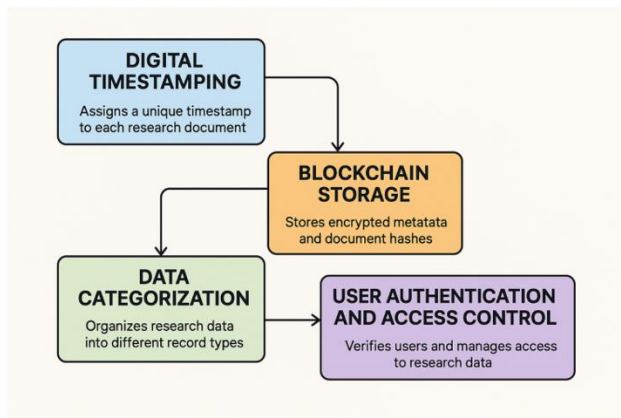 DIGITAL
TIMESTAMPING
Assigns a unique timestamp
to each research document
BLOCKCHAIN
STORAGE
Stores encrypted metatata
and document hashes
DATA
CATEGORIZATION
Organizes research data
into different record types
USER AUTHENTICATION
AND ACCESS CONTROL
Verifies users and manages access
to research data